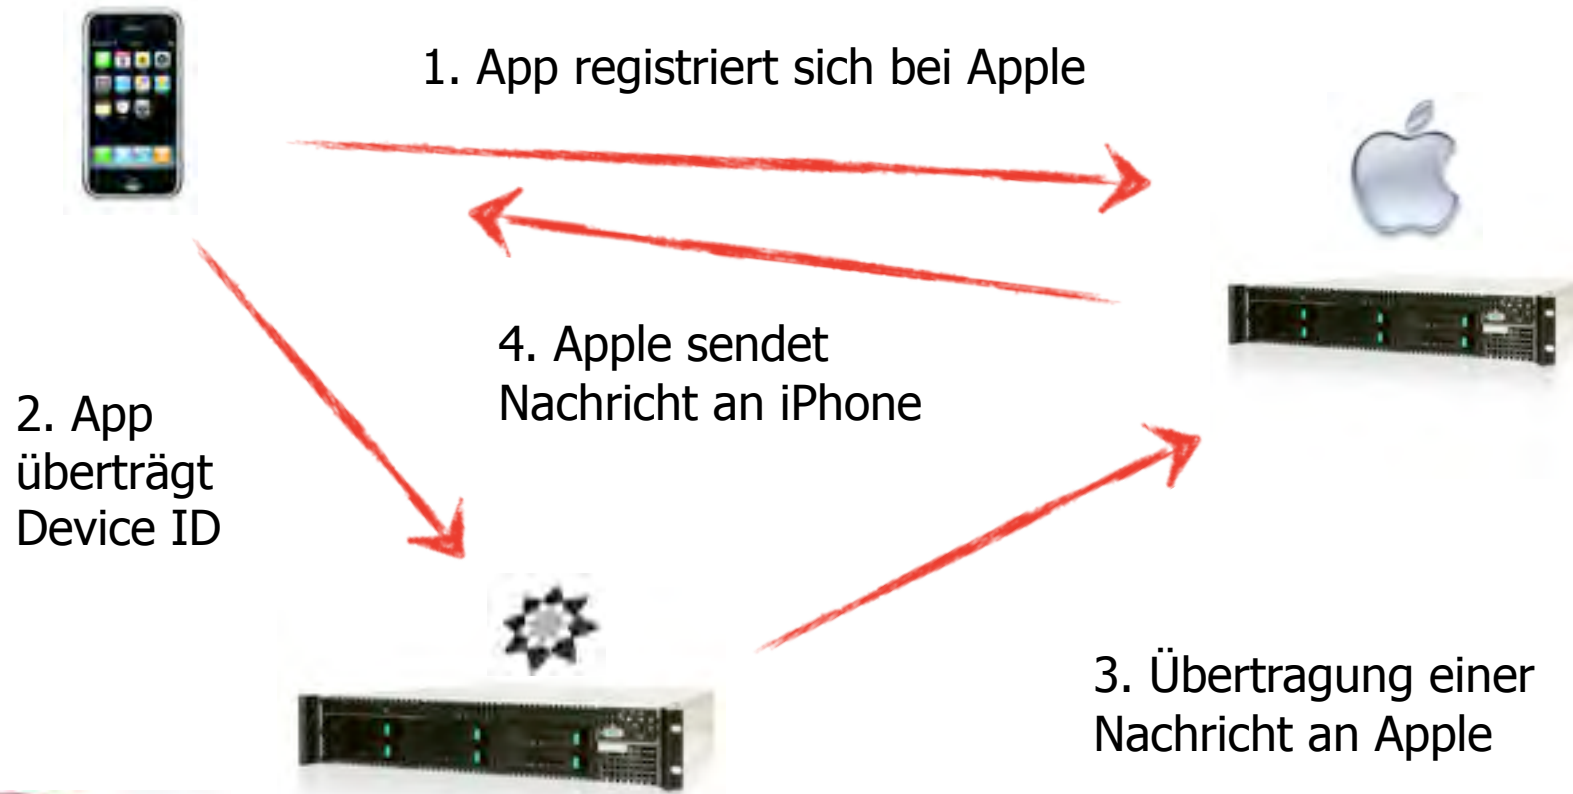 1. App registriert sich bei Apple
4. Apple sendet
Nachricht an iPhone
2. App
überträgt
Device ID
3. Übertragung einer
Nachricht an Apple